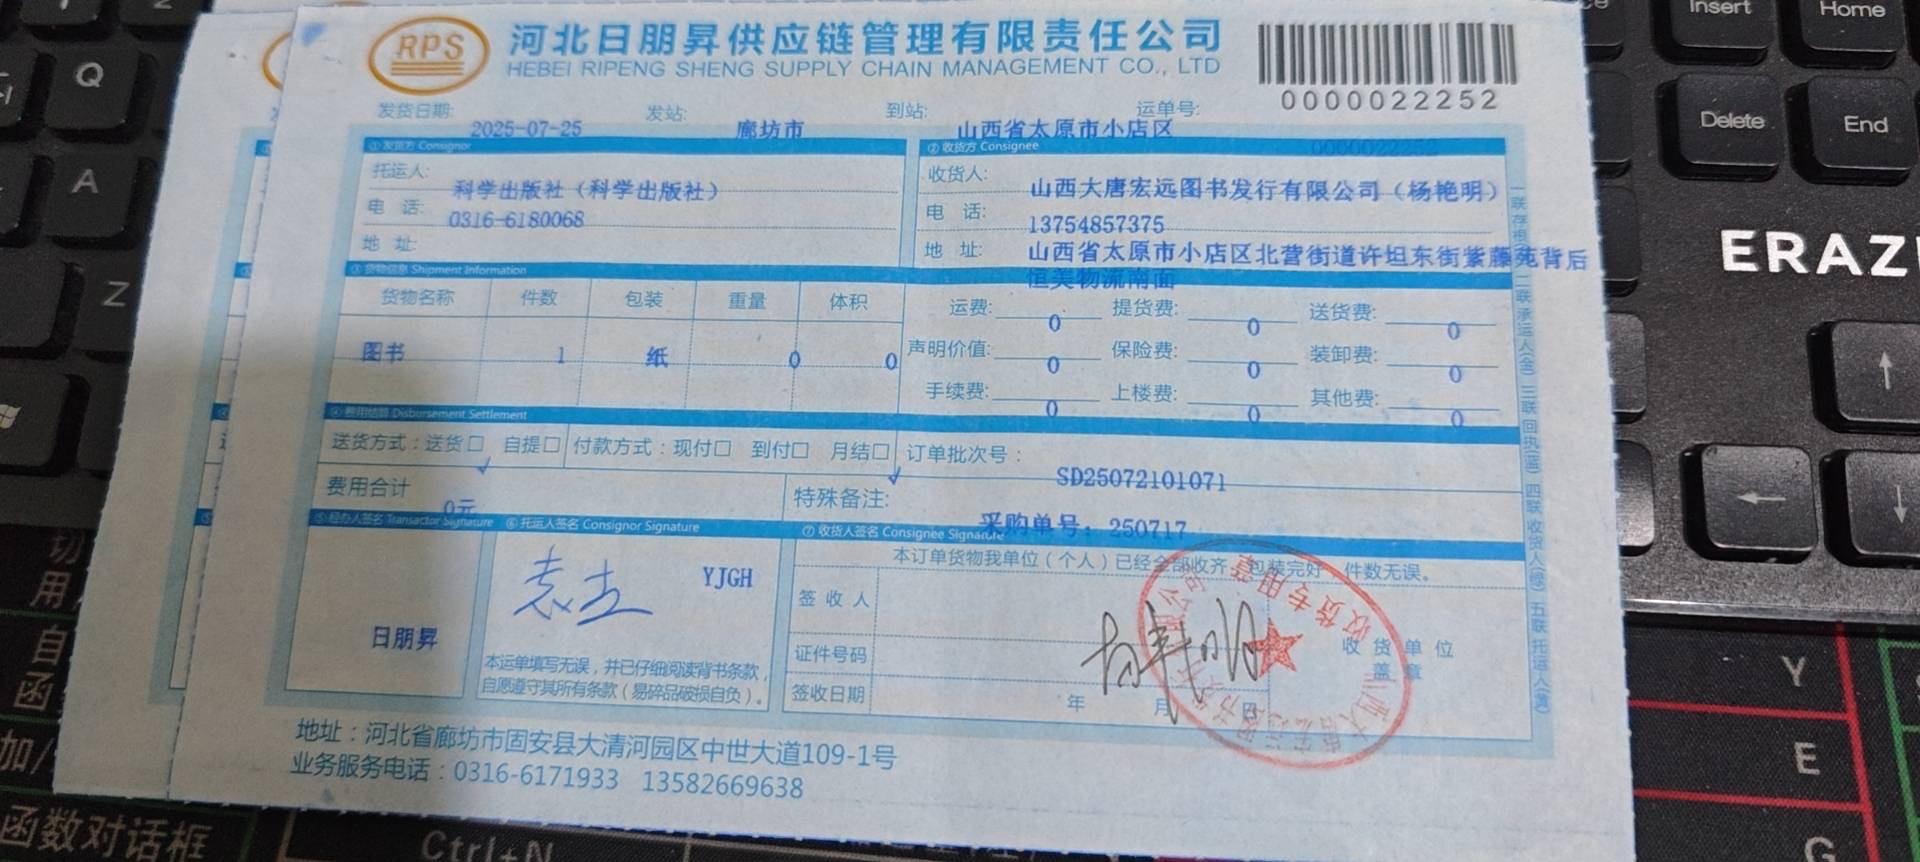 RPS
河北日朋昇供应链管理有限责任公司
HEBEI RIPENG SHENG SUPPLY CHAIN MANAGEMENT CO., LTD
0000022252
发货日期: 2025-07-25 发站: 廊坊市 到站: 山西省太原市小店区 运单号: 0000022252
① 发货方 Consignor
② 收货方 Consignee
托运人: 科学出版社（科学出版社）
收货人: 山西大唐宏远图书发行有限公司（杨艳明）
电 话: 0316-6180068
电 话: 13754857375
地 址:
地 址: 山西省太原市小店区北营街道许坦东街紫藤苑背后
恒美物流南面
③ 货物信息 Shipment Information
货物名称 件数 包装 重量 体积
图书 1 纸 0 0
运费: 0 提货费: 0 送货费: 0
声明价值: 0 保险费: 0 装卸费: 0
手续费: 0 上楼费: 0 其他费: 0
④ 费用结算 Disbursement Settlement
送货方式：送货☐ 自提☐ 付款方式：现付☐ 到付☐ 月结☐ 订单批次号：
✓ ✓ SD25072101071
费用合计 0元
特殊备注: 采购单号：250717
⑤ 经办人签名 Transactor Signature ⑥ 托运人签名 Consignor Signature ⑦ 收货人签名 Consignee Signature
日朋昇
YJGH
本运单填写无误，并已仔细阅读背书条款，
自愿遵守其所有条款（易碎品破损自负）。
本订单货物我单位（个人）已经全部收齐，包装完好，件数无误。
签 收 人
证件号码
签收日期 年 月 日
收 货 单 位
盖 章
收货专用章
一联存根 二联承运人(金) 三联回执(蓝) 四联收货人(绿) 五联托运人(黄)
地址：河北省廊坊市固安县大清河园区中世大道109-1号
业务服务电话：0316-6171933 13582669638
Insert
Home
Delete
End
Q
A
Z
2
切
用
自
函
加/
函数对话框
Ctrl+N
Y
E
G